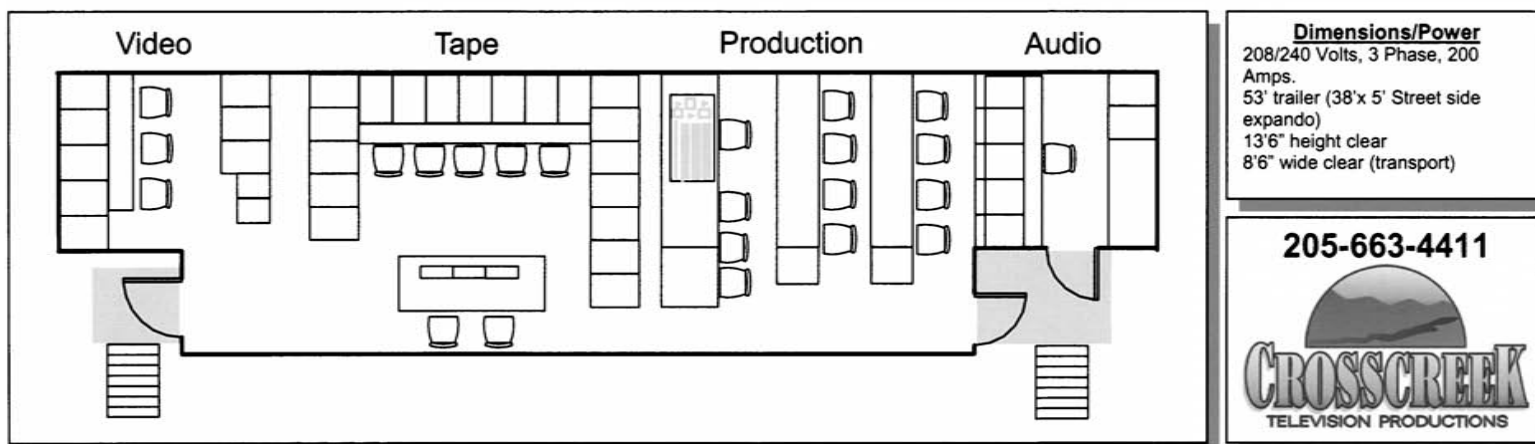 Video Tape Production Audio
Dimensions/Power
208/240 Volts, 3 Phase, 200
Amps.
53' trailer (38'x 5' Street side
expando)
13'6" height clear
8'6" wide clear (transport)
205-663-4411
CROSSCREEK
TELEVISION PRODUCTIONS